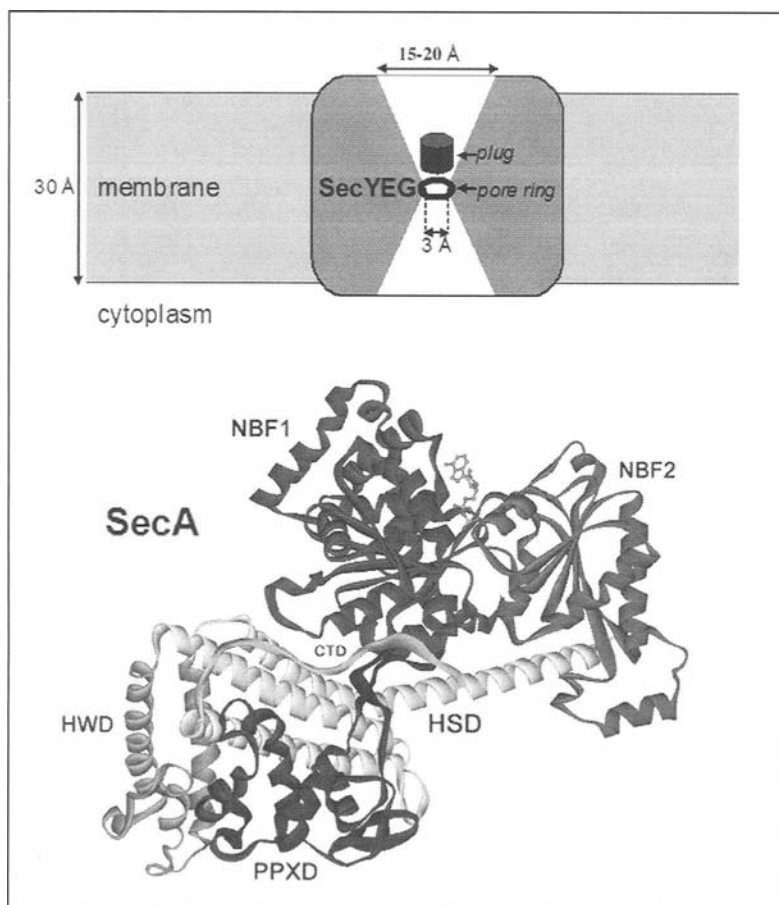 15-20 Å
plug
SecYEG
pore ring
30 Å
membrane
3 Å
cytoplasm
NBF1
NBF2
SecA
CTD
HSD
HWD
PPXD